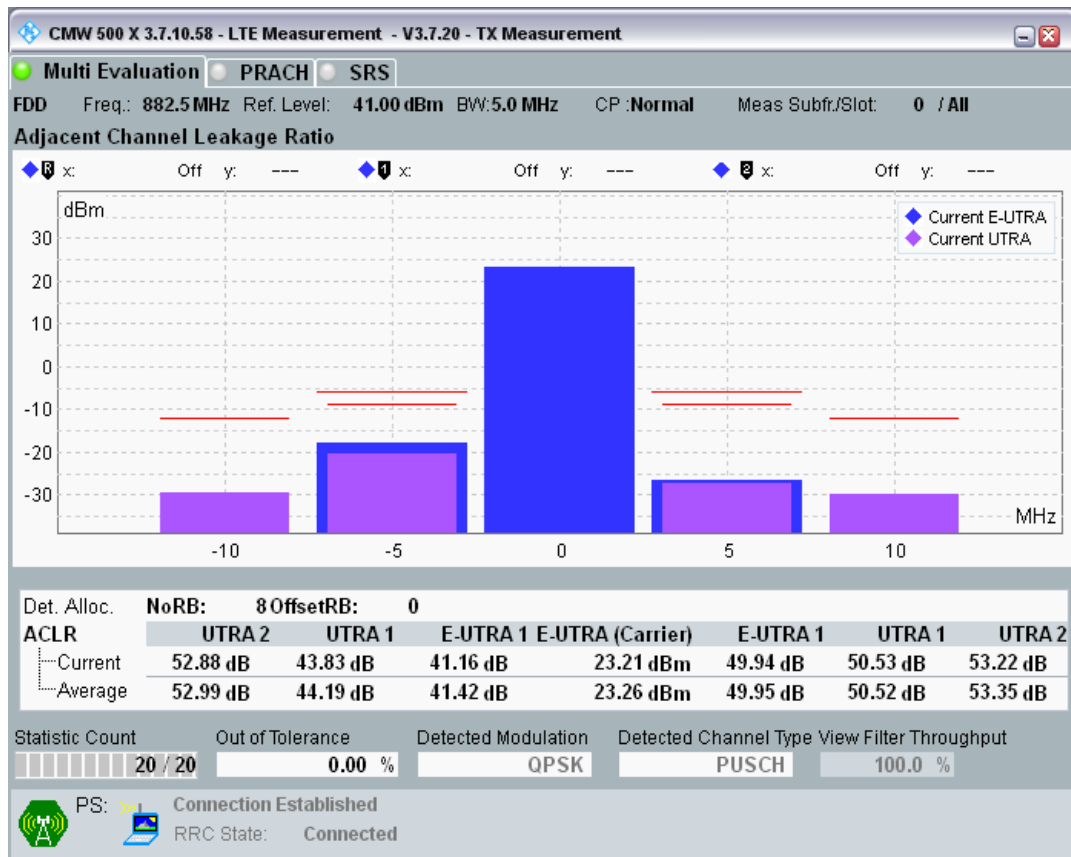 CMW 500 X 3.7.10.58 - LTE Measurement - V3.7.20 - TX Measurement
Multi Evaluation PRACH SRS
FDD Freq.: 882.5 MHz Ref. Level: 41.00 dBm BW:5.0 MHz CP :Normal Meas Subfr./Slot: 0 / All
Adjacent Channel Leakage Ratio
R x: Off y: --- 1 x: Off y: --- 2 x: Off y: ---
dBm
Current E-UTRA
Current UTRA
30
20
10
0
-10
-20
-30
MHz
-10 -5 0 5 10
Det. Alloc. NoRB: 8 OffsetRB: 0
ACLR UTRA 2 UTRA 1 E-UTRA 1 E-UTRA (Carrier) E-UTRA 1 UTRA 1 UTRA 2
Current 52.88 dB 43.83 dB 41.16 dB 23.21 dBm 49.94 dB 50.53 dB 53.22 dB
Average 52.99 dB 44.19 dB 41.42 dB 23.26 dBm 49.95 dB 50.52 dB 53.35 dB
Statistic Count Out of Tolerance Detected Modulation Detected Channel Type View Filter Throughput
20 / 20 0.00 % QPSK PUSCH 100.0 %
PS: Connection Established
RRC State: Connected